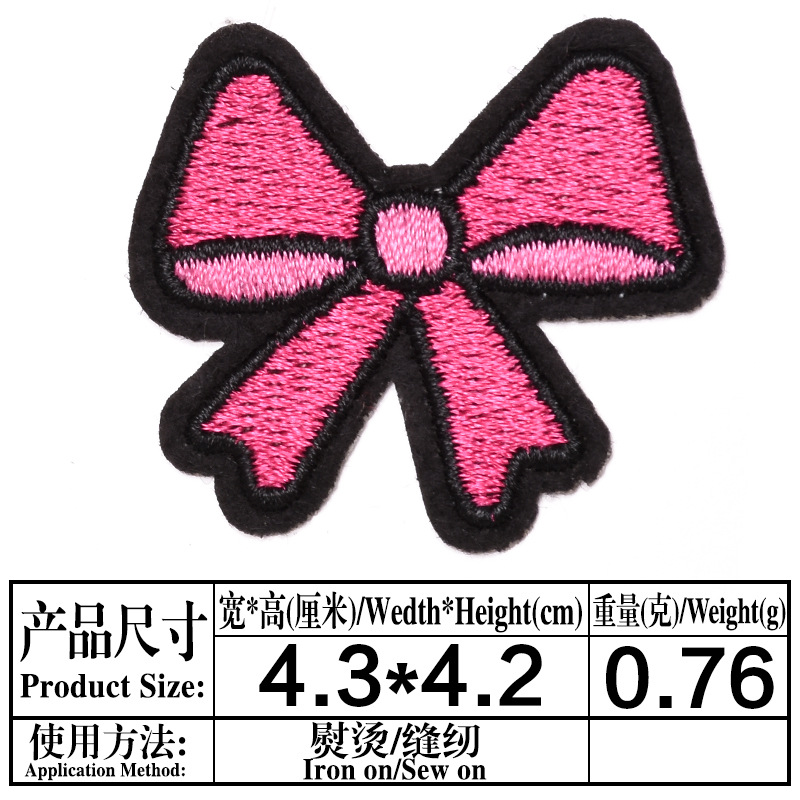 产品尺寸
Product Size:
宽*高(厘米)/Wedth*Height(cm)
重量(克)/Weight(g)
4.3*4.2
0.76
使用方法:
Application Method:
熨烫/缝纫
Iron on/Sew on